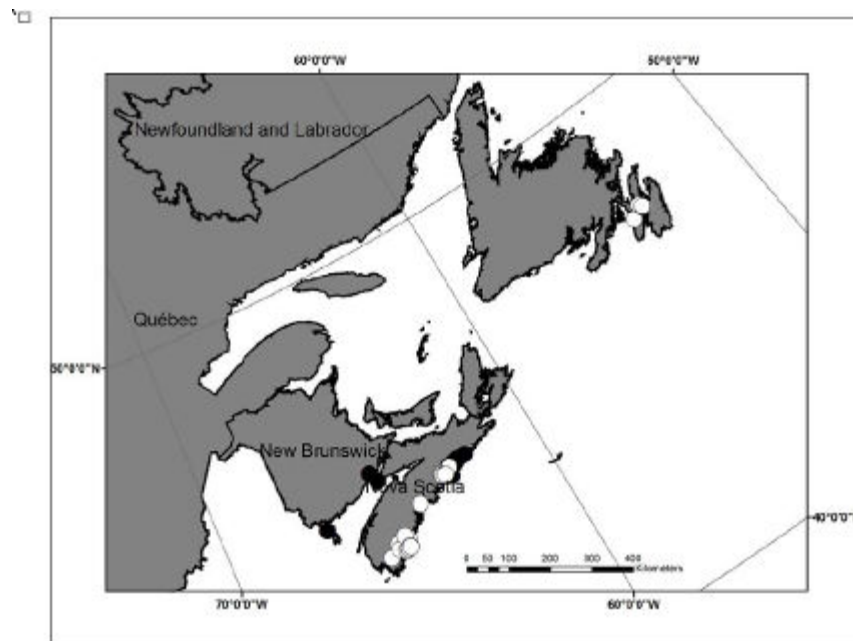 60°0'0"W
50°0'0"W
Newfoundland and Labrador
Québec
50°0'0"N
New Brunswick
Nova Scotia
40°0'0"
0 50 100 200 300 400
Kilometers
70°0'0"W
60°0'0"W